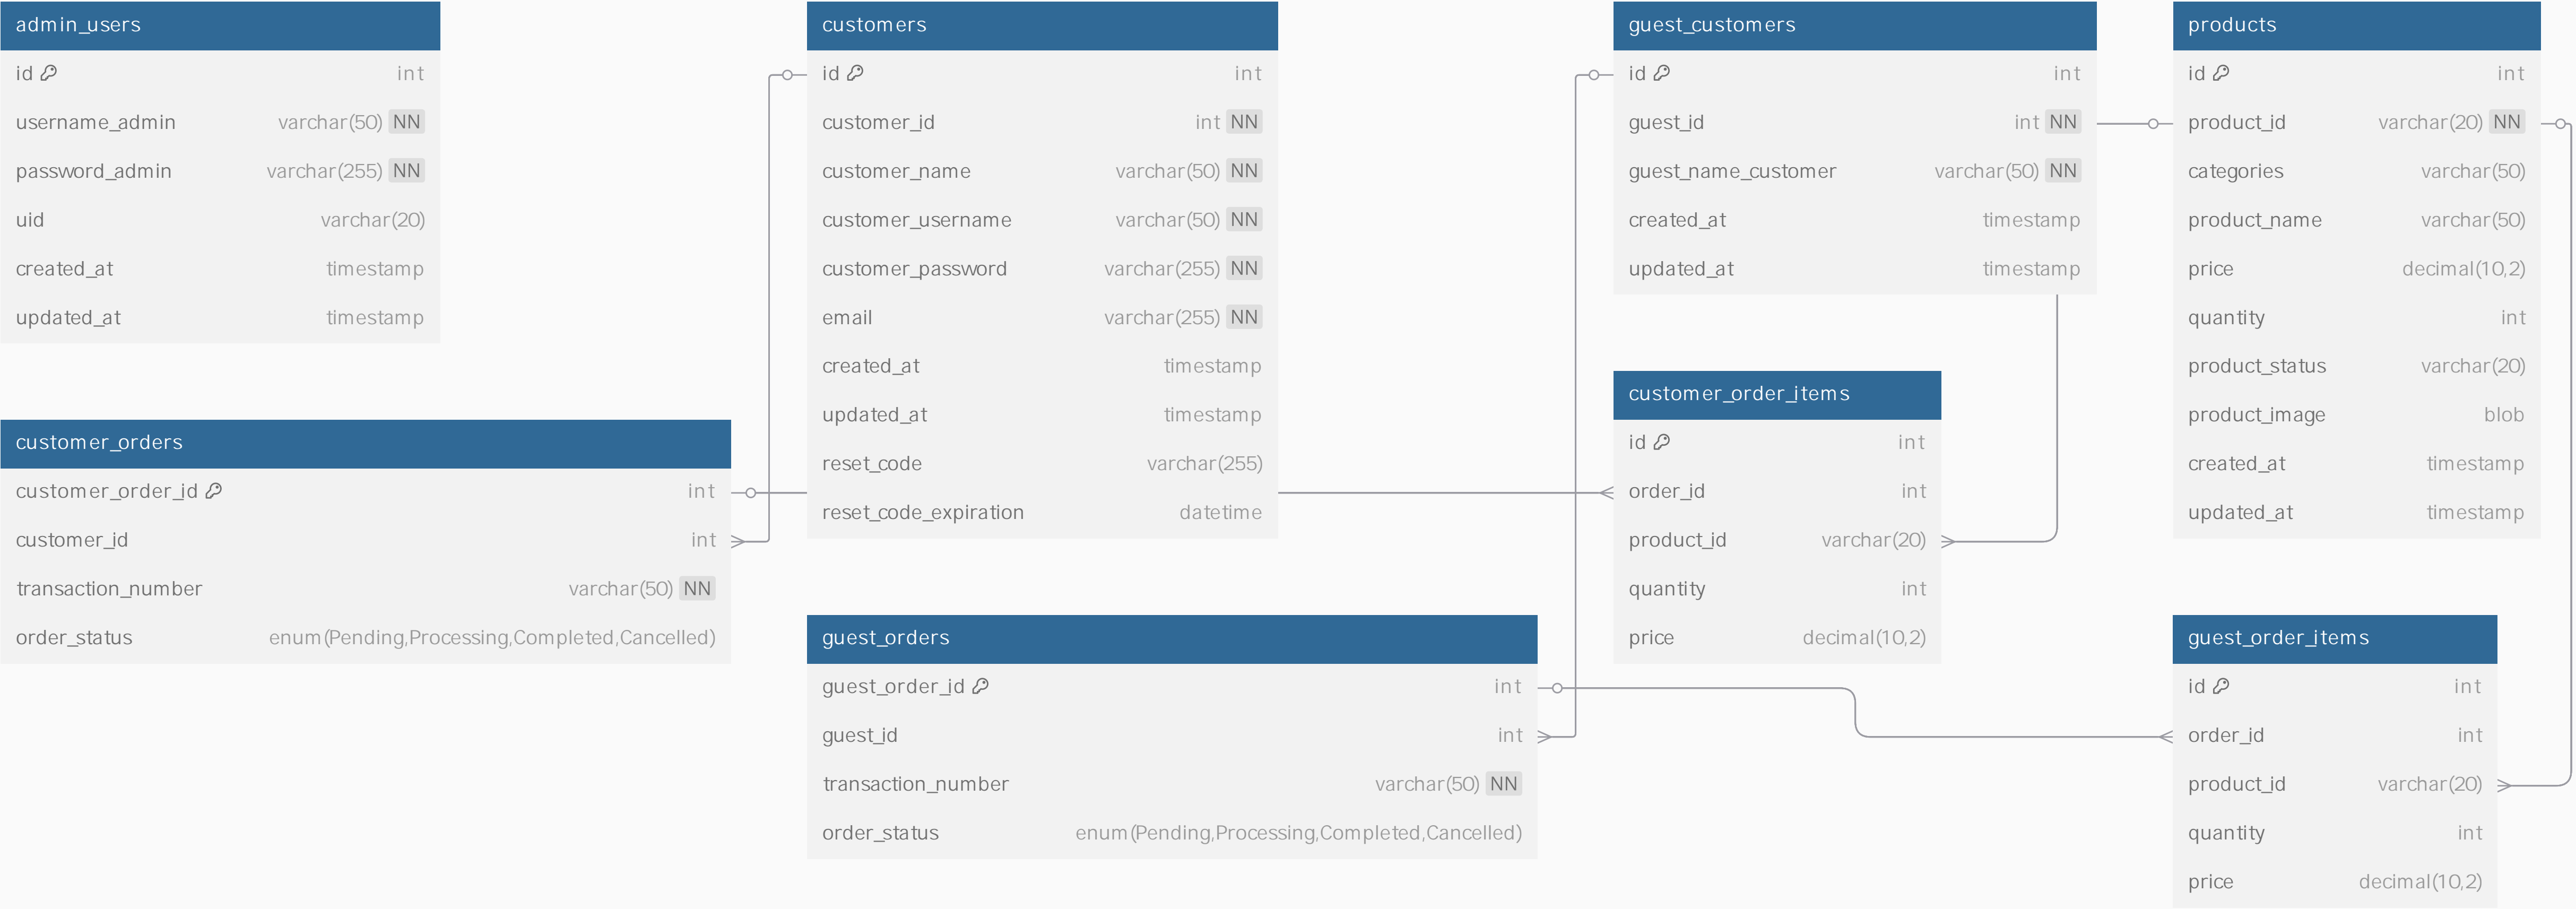 admin_users
id int
username_admin varchar(50) NN
password_admin varchar(255) NN
uid varchar(20)
created_at timestamp
updated_at timestamp
customers
id int
customer_id int NN
customer_name varchar(50) NN
customer_username varchar(50) NN
customer_password varchar(255) NN
email varchar(255) NN
created_at timestamp
updated_at timestamp
reset_code varchar(255)
reset_code_expiration datetime
guest_customers
id int
guest_id int NN
guest_name_customer varchar(50) NN
created_at timestamp
updated_at timestamp
products
id int
product_id varchar(20) NN
categories varchar(50)
product_name varchar(50)
price decimal(10,2)
quantity int
product_status varchar(20)
product_image blob
created_at timestamp
updated_at timestamp
customer_orders
customer_order_id int
customer_id int
transaction_number varchar(50) NN
order_status enum(Pending,Processing,Completed,Cancelled)
customer_order_items
id int
order_id int
product_id varchar(20)
quantity int
price decimal(10,2)
guest_orders
guest_order_id int
guest_id int
transaction_number varchar(50) NN
order_status enum(Pending,Processing,Completed,Cancelled)
guest_order_items
id int
order_id int
product_id varchar(20)
quantity int
price decimal(10,2)